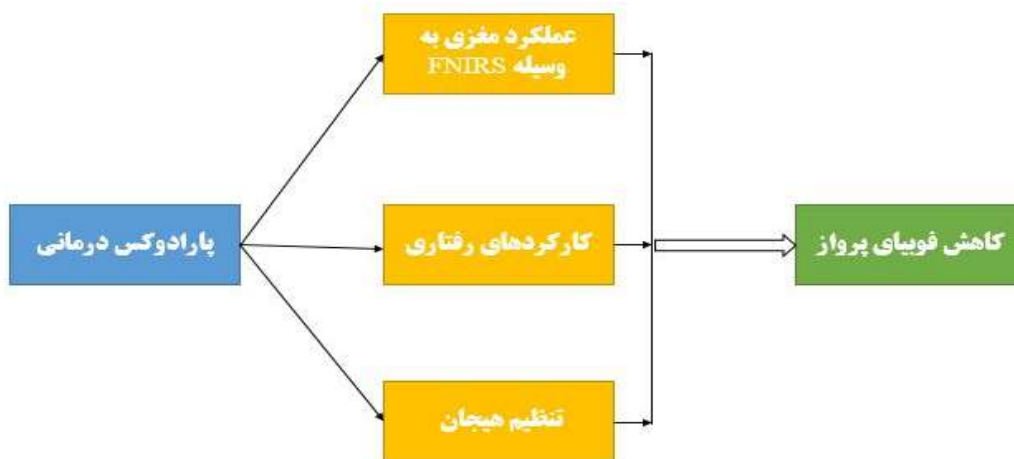 عملکرد مغزی به
وسیله FNIRS
پارادوکس درمانی
کارکردهای رفتاری
کاهش فوبیای پرواز
تنظیم هیجان